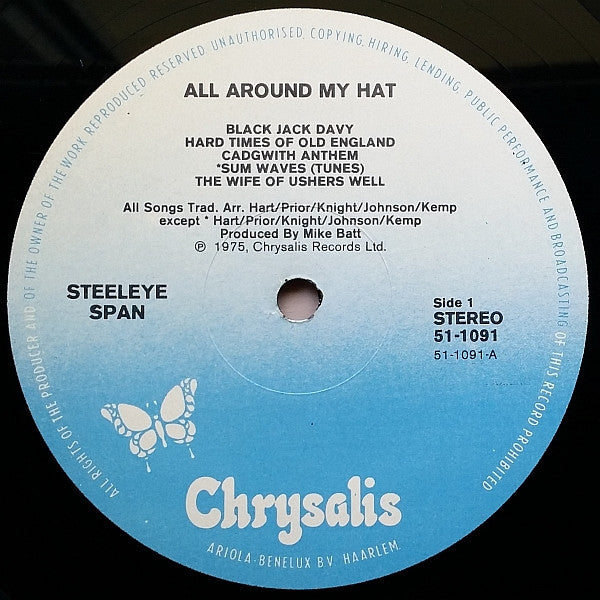 ALL RIGHTS OF THE PRODUCER AND OF THE OWNER OF THE WORK REPRODUCED RESERVED. UNAUTHORISED, COPYING, HIRING, LENDING, PUBLIC PERFORMANCE AND BROADCASTING OF THIS RECORD PROHIBITED
ALL AROUND MY HAT
BLACK JACK DAVY
HARD TIMES OF OLD ENGLAND
CADGWITH ANTHEM
*SUM WAVES (TUNES)
THE WIFE OF USHERS WELL
All Songs Trad. Arr. Hart/Prior/Knight/Johnson/Kemp
except * Hart/Prior/Knight/Johnson/Kemp
Produced By Mike Batt
℗ 1975, Chrysalis Records Ltd.
STEELEYE
SPAN
Side 1
STEREO
51-1091
51-1091-A
Chrysalis
ARIOLA-BENELUX B.V. HAARLEM.